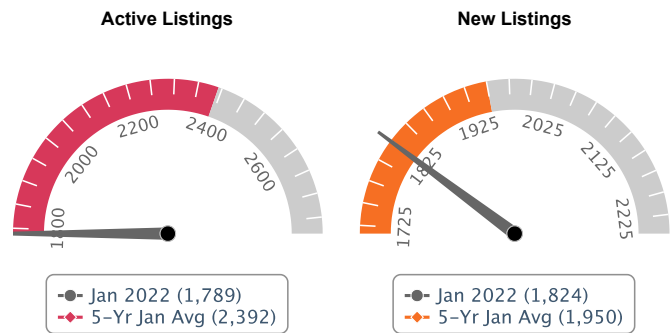 Active Listings
1800
2000
2200
2400
2600
Jan 2022 (1,789)
5-Yr Jan Avg (2,392)
New Listings
1725
1825
1925
2025
2125
2225
Jan 2022 (1,824)
5-Yr Jan Avg (1,950)